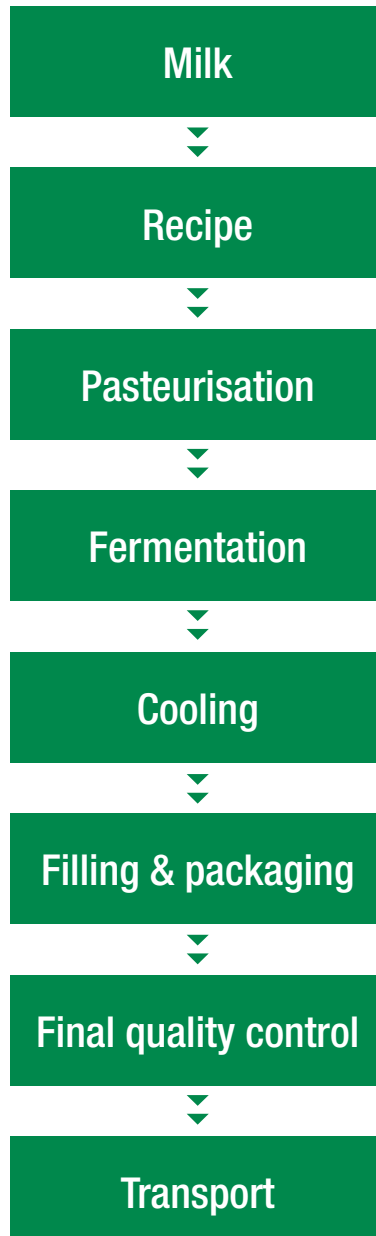 Milk
Recipe
Pasteurisation
Fermentation
Cooling
Filling & packaging
Final quality control
Transport